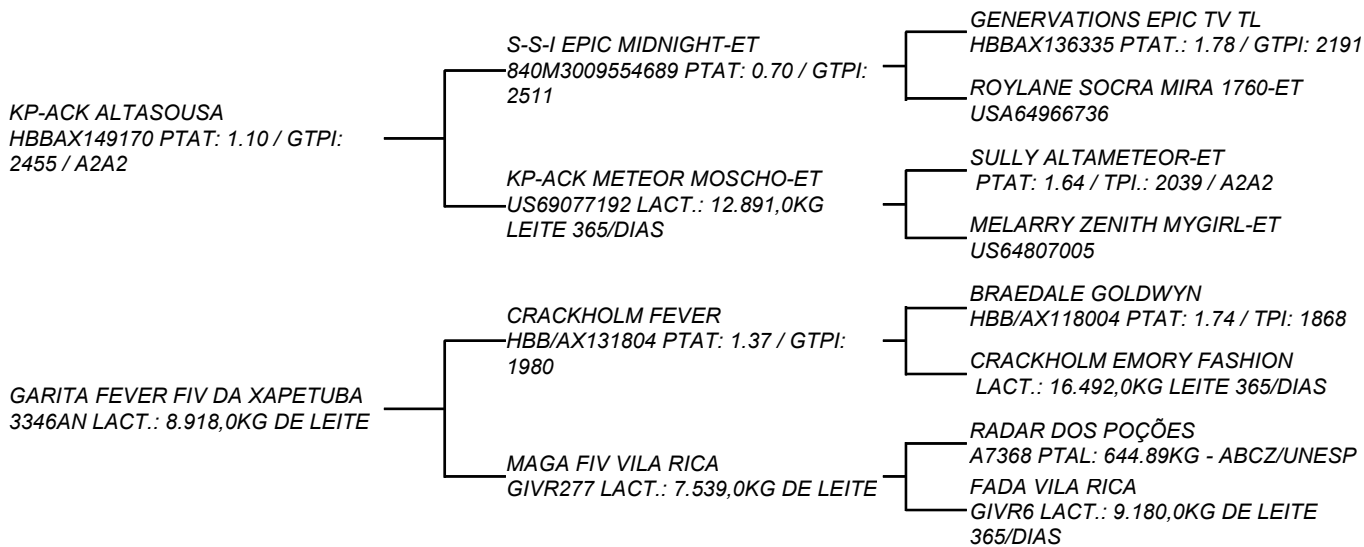 KP-ACK ALTASOUSA
HBBAX149170 PTAT: 1.10 / GTPI:
2455 / A2A2
GARITA FEVER FIV DA XAPETUBA
3346AN LACT.: 8.918,0KG DE LEITE
S-S-I EPIC MIDNIGHT-ET
840M3009554689 PTAT: 0.70 / GTPI:
2511
KP-ACK METEOR MOSCHO-ET
US69077192 LACT.: 12.891,0KG
LEITE 365/DIAS
CRACKHOLM FEVER
HBB/AX131804 PTAT: 1.37 / GTPI:
1980
MAGA FIV VILA RICA
GIVR277 LACT.: 7.539,0KG DE LEITE
GENERVATIONS EPIC TV TL
HBBAX136335 PTAT.: 1.78 / GTPI: 2191
ROYLANE SOCRA MIRA 1760-ET
USA64966736
SULLY ALTAMETEOR-ET
PTAT: 1.64 / TPI.: 2039 / A2A2
MELARRY ZENITH MYGIRL-ET
US64807005
BRAEDALE GOLDWYN
HBB/AX118004 PTAT: 1.74 / TPI: 1868
CRACKHOLM EMORY FASHION
LACT.: 16.492,0KG LEITE 365/DIAS
RADAR DOS POÇÕES
A7368 PTAL: 644.89KG - ABCZ/UNESP
FADA VILA RICA
GIVR6 LACT.: 9.180,0KG DE LEITE
365/DIAS